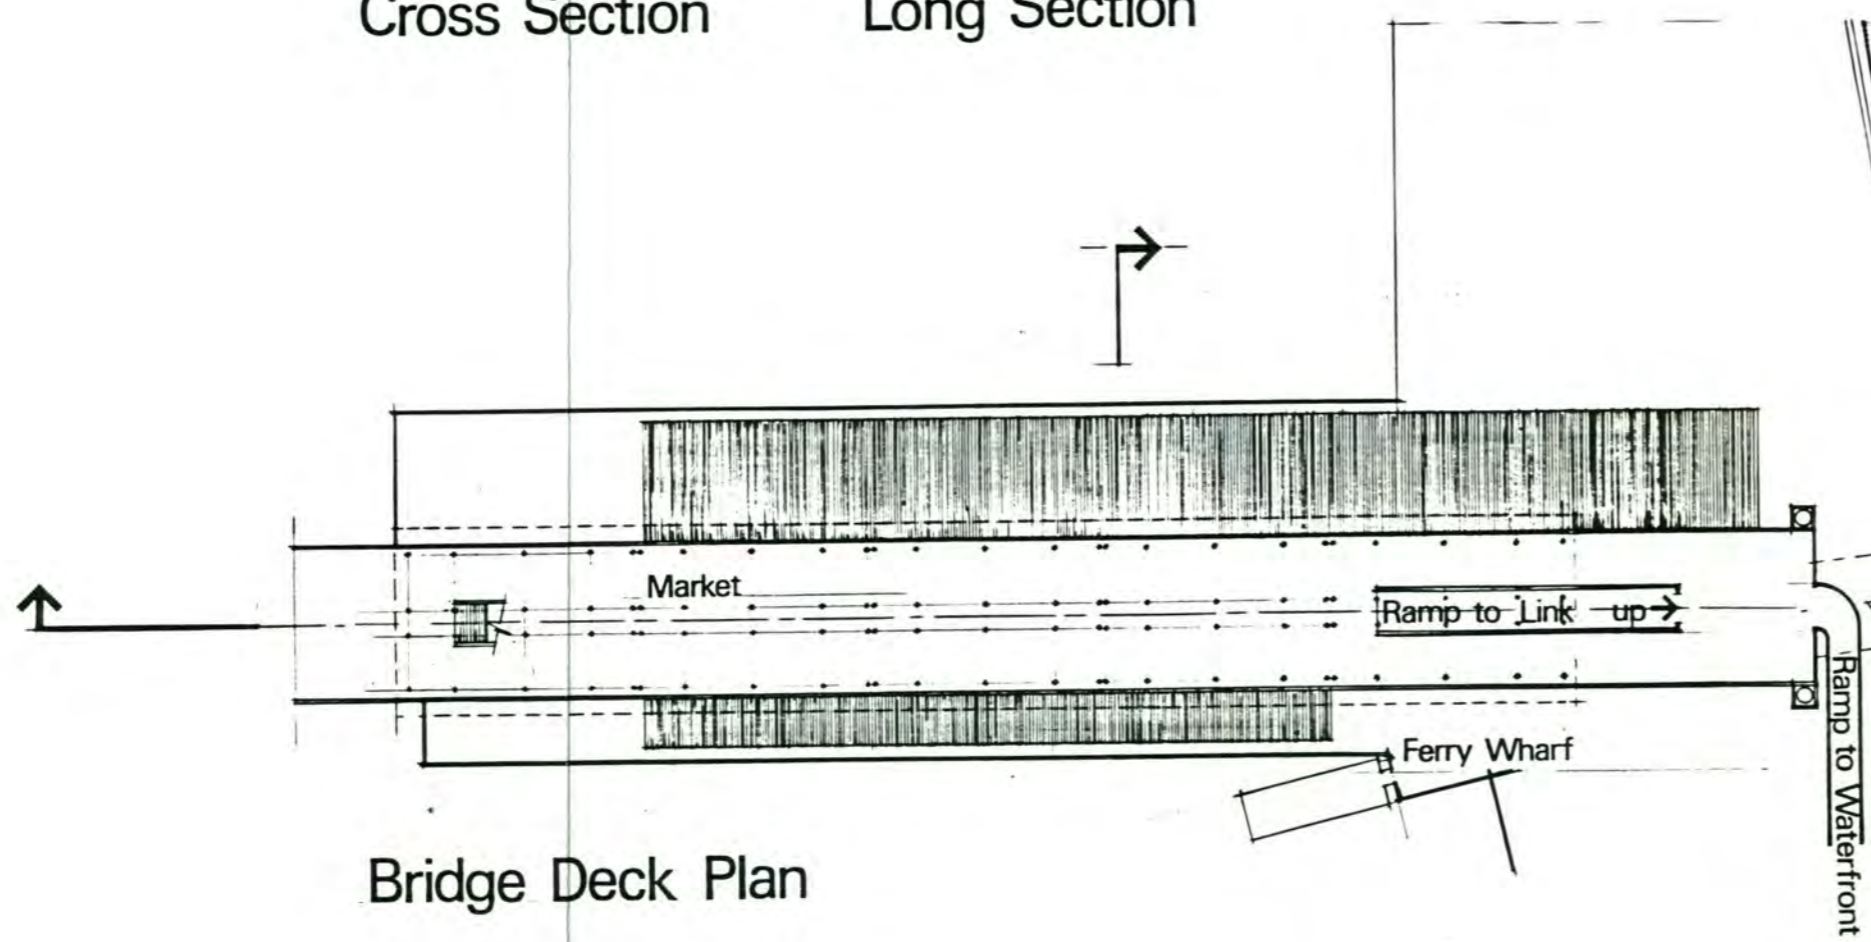 Cross Section
Long Section
Market
Ramp to Link up
Ferry Wharf
Ramp to Waterfront
Bridge Deck Plan